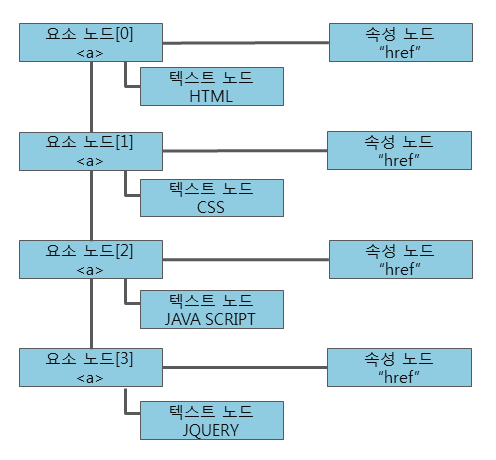 요소 노드[0]
<a>
속성 노드
“href”
텍스트 노드
HTML
요소 노드[1]
<a>
속성 노드
“href”
텍스트 노드
CSS
요소 노드[2]
<a>
속성 노드
“href”
텍스트 노드
JAVA SCRIPT
요소 노드[3]
<a>
속성 노드
“href”
텍스트 노드
JQUERY